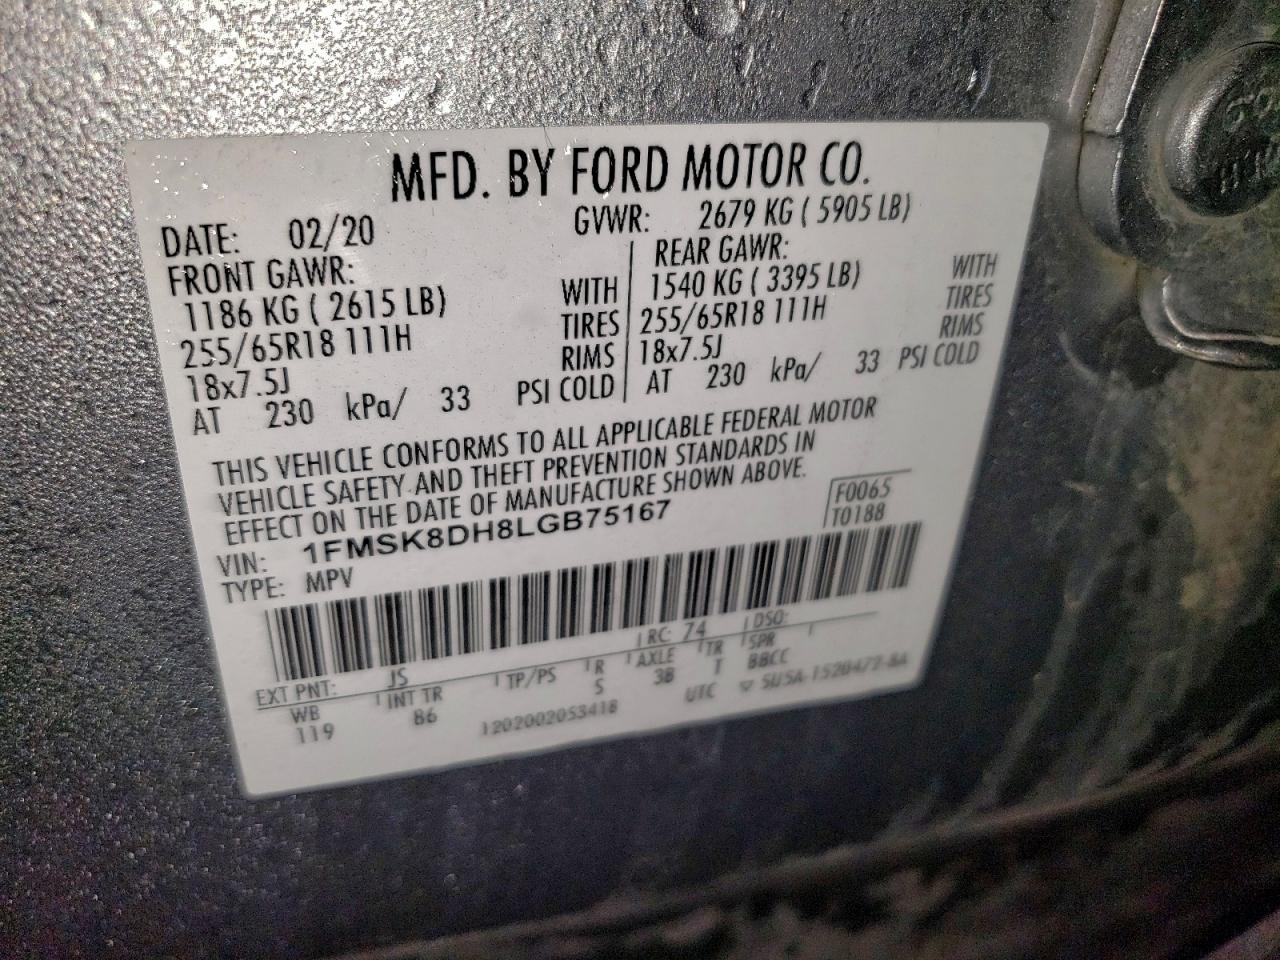 MFD. BY FORD MOTOR CO.
DATE: 02/20 GVWR: 2679 KG ( 5905 LB)
FRONT GAWR: REAR GAWR:
1186 KG ( 2615 LB) WITH 1540 KG ( 3395 LB) WITH
255/65R18 111H TIRES 255/65R18 111H TIRES
18x7.5J RIMS 18x7.5J RIMS
AT 230 kPa/ 33 PSI COLD AT 230 kPa/ 33 PSI COLD
THIS VEHICLE CONFORMS TO ALL APPLICABLE FEDERAL MOTOR
VEHICLE SAFETY AND THEFT PREVENTION STANDARDS IN
EFFECT ON THE DATE OF MANUFACTURE SHOWN ABOVE.
F0065
VIN: 1FMSK8DH8LGB75167 T0188
TYPE: MPV
EXT PNT: JS RC: 74 DSO:
WB INT TR TP/PS R AXLE TR SPR
119 86 S 3B T BBCC
1202002053418 UTC